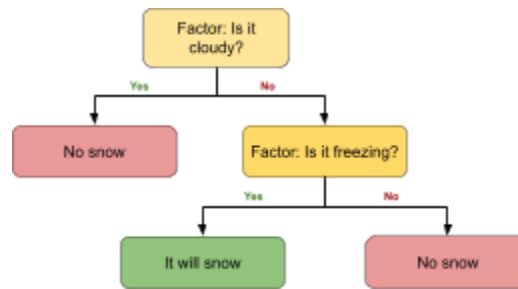 Factor: Is it
cloudy?
Yes
No
No snow
Factor: Is it freezing?
Yes
No
It will snow
No snow